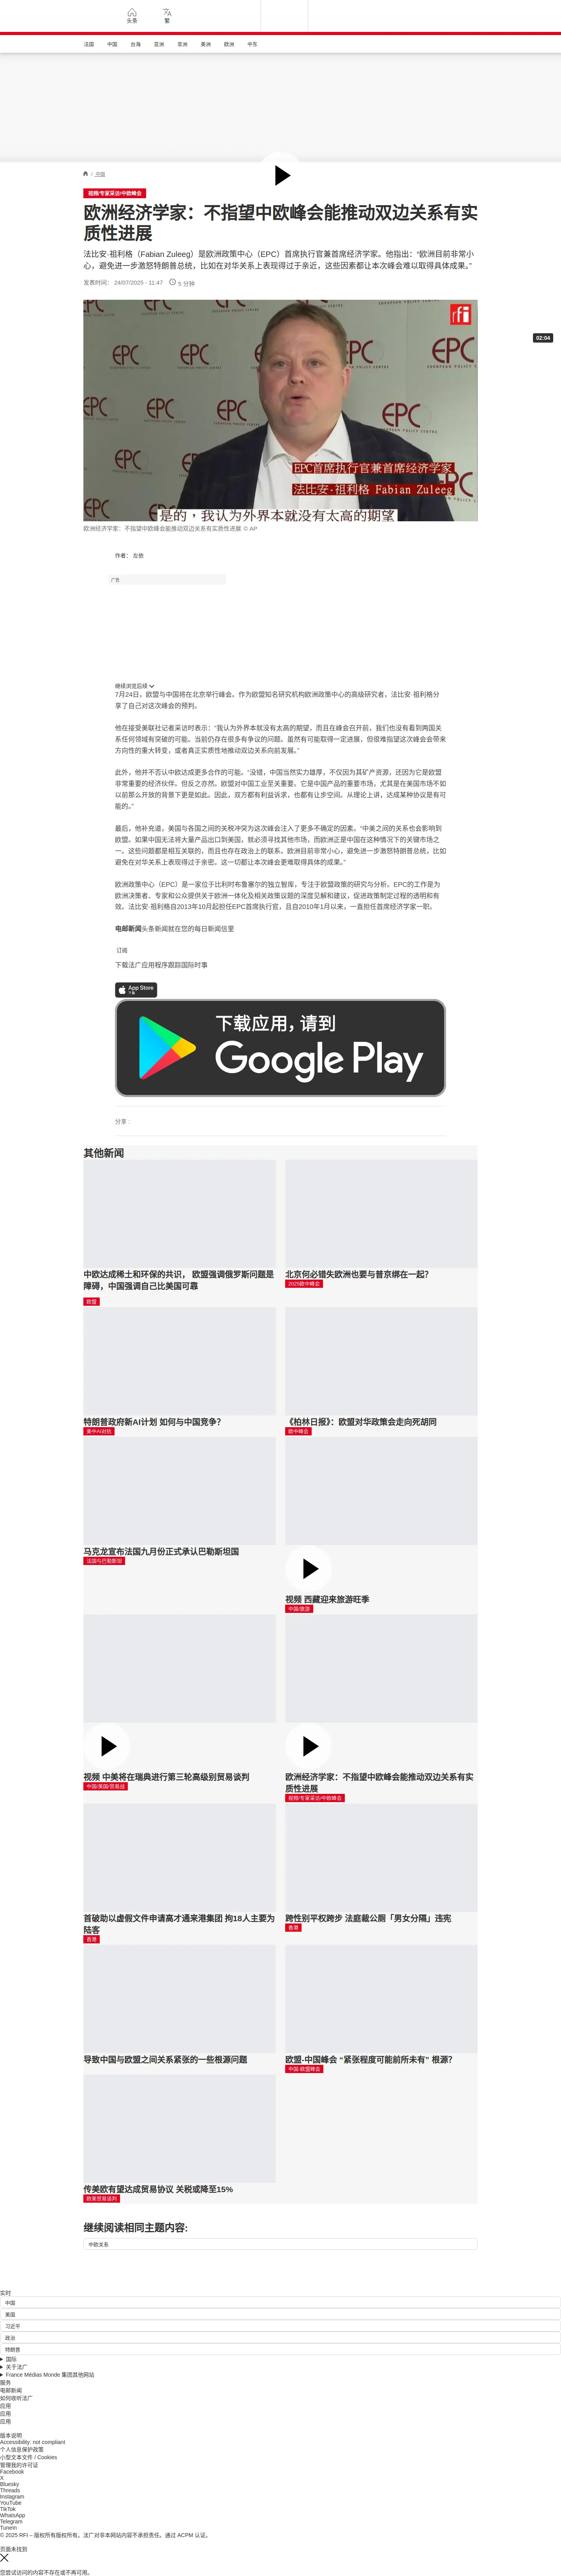 头条
繁
法国
中国
台海
亚洲
非洲
美洲
欧洲
中东
/ 中国
视频/专家采访/中欧峰会
欧洲经济学家：不指望中欧峰会能推动双边关系有实
质性进展
法比安·祖利格（Fabian Zuleeg）是欧洲政策中心（EPC）首席执行官兼首席经济学家。他指出：“欧洲目前非常小
心，避免进一步激怒特朗普总统，比如在对华关系上表现得过于亲近，这些因素都让本次峰会难以取得具体成果。”
发表时间： 24/07/2025 - 11:47
5 分钟
rfi
02:04
EPC
EUROPEAN POLICY CENTRE
EPC首席执行官兼首席经济学家
法比安·祖利格 Fabian Zuleeg
是的，我认为外界本就没有太高的期望
欧洲经济学家：不指望中欧峰会能推动双边关系有实质性进展 © AP
作者： 左依
广告
继续浏览后续
7月24日，欧盟与中国将在北京举行峰会。作为欧盟知名研究机构欧洲政策中心的高级研究者，法比安·祖利格分
享了自己对这次峰会的预判。
他在接受美联社记者采访时表示：“我认为外界本就没有太高的期望，而且在峰会召开前，我们也没有看到两国关
系任何领域有突破的可能。当前仍存在很多有争议的问题。虽然有可能取得一定进展，但很难指望这次峰会会带来
方向性的重大转变，或者真正实质性地推动双边关系向前发展。”
此外，他并不否认中欧达成更多合作的可能。“没错，中国当然实力雄厚，不仅因为其矿产资源，还因为它是欧盟
非常重要的经济伙伴。但反之亦然。欧盟对中国工业至关重要。它是中国产品的重要市场，尤其是在美国市场不如
以前那么开放的背景下更是如此。因此，双方都有利益诉求，也都有让步空间。从理论上讲，达成某种协议是有可
能的。”
最后，他补充道，美国与各国之间的关税冲突为这次峰会注入了更多不确定的因素。“中美之间的关系也会影响到
欧盟。如果中国无法将大量产品出口到美国，就必须寻找其他市场，而欧洲正是中国在这种情况下的关键市场之
一。这些问题都是相互关联的，而且也存在政治上的联系。欧洲目前非常小心，避免进一步激怒特朗普总统，比如
避免在对华关系上表现得过于亲密。这一切都让本次峰会更难取得具体的成果。”
欧洲政策中心（EPC）是一家位于比利时布鲁塞尔的独立智库，专注于欧盟政策的研究与分析。EPC的工作是为
欧洲决策者、专家和公众提供关于欧洲一体化及相关政策议题的深度见解和建议，促进政策制定过程的透明和有
效。法比安·祖利格自2013年10月起担任EPC首席执行官，且自2010年1月以来，一直担任首席经济学家一职。
电邮新闻头条新闻就在您的每日新闻信里
订阅
下载法广应用程序跟踪国际时事
App Store
下载
下载应用，请到
Google Play
分享 :
其他新闻
中欧达成稀土和环保的共识， 欧盟强调俄罗斯问题是
障碍，中国强调自己比美国可靠
欧盟
北京何必错失欧洲也要与普京绑在一起？
2025欧中峰会
特朗普政府新AI计划 如何与中国竞争？
美中AI对抗
《柏林日报》：欧盟对华政策会走向死胡同
欧中峰会
马克龙宣布法国九月份正式承认巴勒斯坦国
法国与巴勒斯坦
视频 西藏迎来旅游旺季
中国/旅游
视频 中美将在瑞典进行第三轮高级别贸易谈判
中国/美国/贸易战
欧洲经济学家：不指望中欧峰会能推动双边关系有实
质性进展
视频/专家采访/中欧峰会
首破助以虚假文件申请高才通来港集团 拘18人主要为
陆客
香港
跨性别平权跨步 法庭裁公厕「男女分隔」违宪
香港
导致中国与欧盟之间关系紧张的一些根源问题
欧盟-中国峰会 “紧张程度可能前所未有” 根源？
中国-欧盟峰会
传美欧有望达成贸易协议 关税或降至15%
欧美贸易谈判
继续阅读相同主题内容:
中欧关系
实时
中国
美国
习近平
政治
特朗普
国际
关于法广
France Médias Monde 集团其他网站
服务
电邮新闻
如何收听法广
应用
应用
应用
版本说明
Accessibility: not compliant
个人信息保护政策
小型文本文件 / Cookies
管理我的许可证
Facebook
X
Bluesky
Threads
Instagram
YouTube
TikTok
WhatsApp
Telegram
TuneIn
© 2025 RFI – 版权所有版权所有。法广对非本网站内容不承担责任。通过 ACPM 认证。
页面未找到
您尝试访问的内容不存在或不再可用。